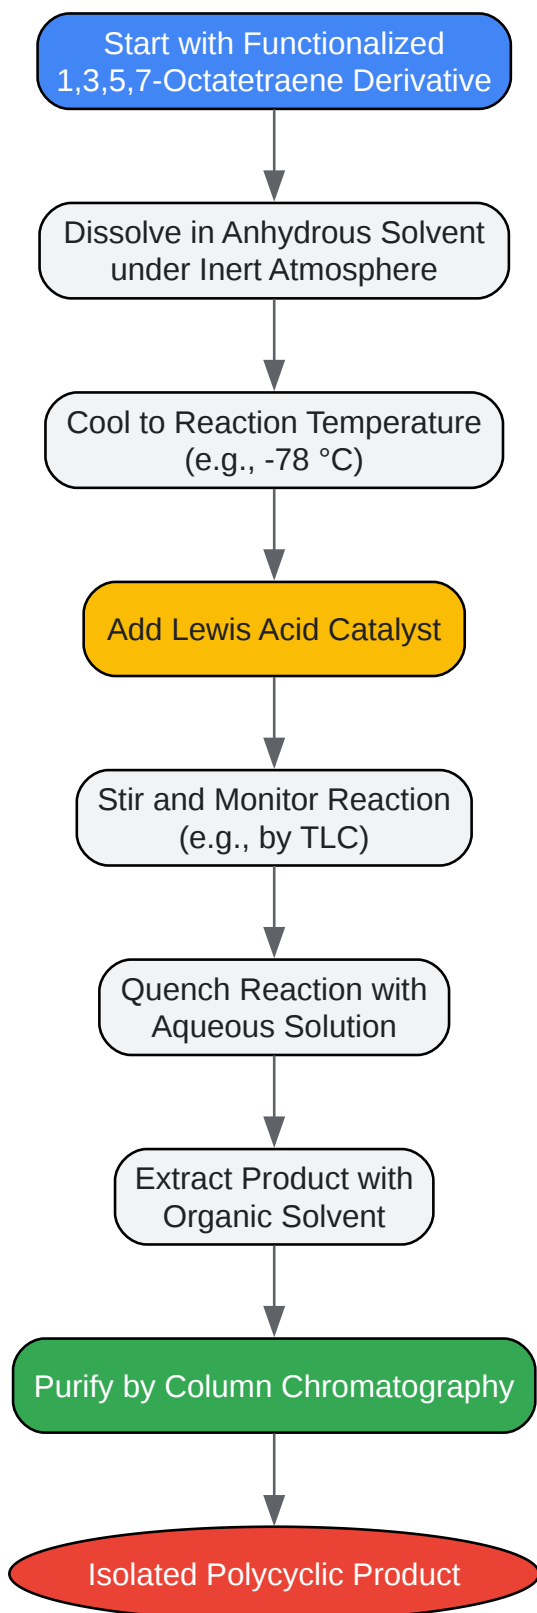 Start with Functionalized
1,3,5,7-Octatetraene Derivative
Dissolve in Anhydrous Solvent
under Inert Atmosphere
Cool to Reaction Temperature
(e.g., -78 °C)
Add Lewis Acid Catalyst
Stir and Monitor Reaction
(e.g., by TLC)
Quench Reaction with
Aqueous Solution
Extract Product with
Organic Solvent
Purify by Column Chromatography
Isolated Polycyclic Product